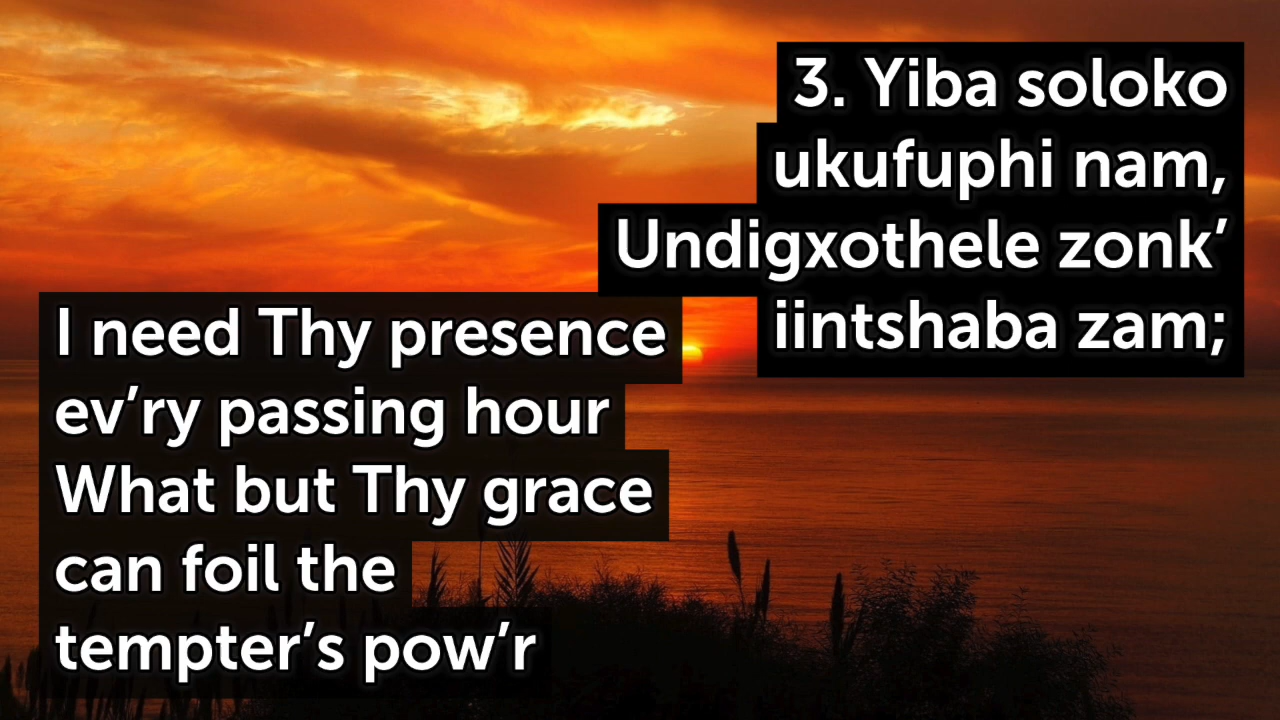 3. Yiba soloko
ukufuphi nam,
Undigxothele zonk’
iintshaba zam;
I need Thy presence
ev’ry passing hour
What but Thy grace
can foil the
tempter’s pow’r